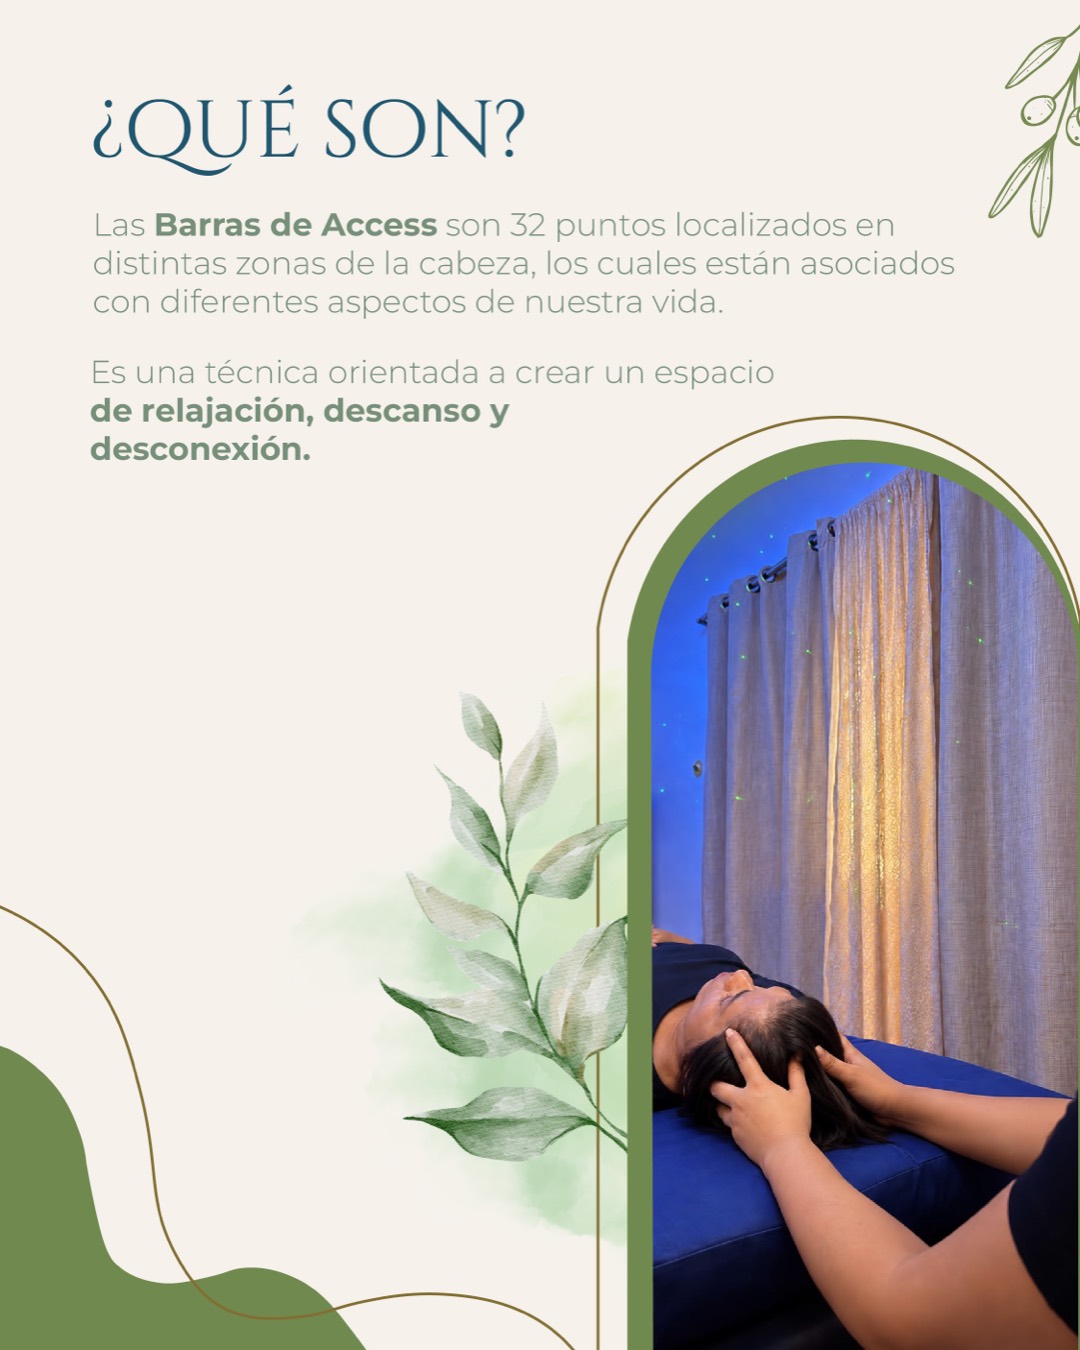 ¿QUÉ SON?
Las Barras de Access son 32 puntos localizados en
distintas zonas de la cabeza, los cuales están asociados
con diferentes aspectos de nuestra vida.
Es una técnica orientada a crear un espacio
de relajación, descanso y
desconexión.